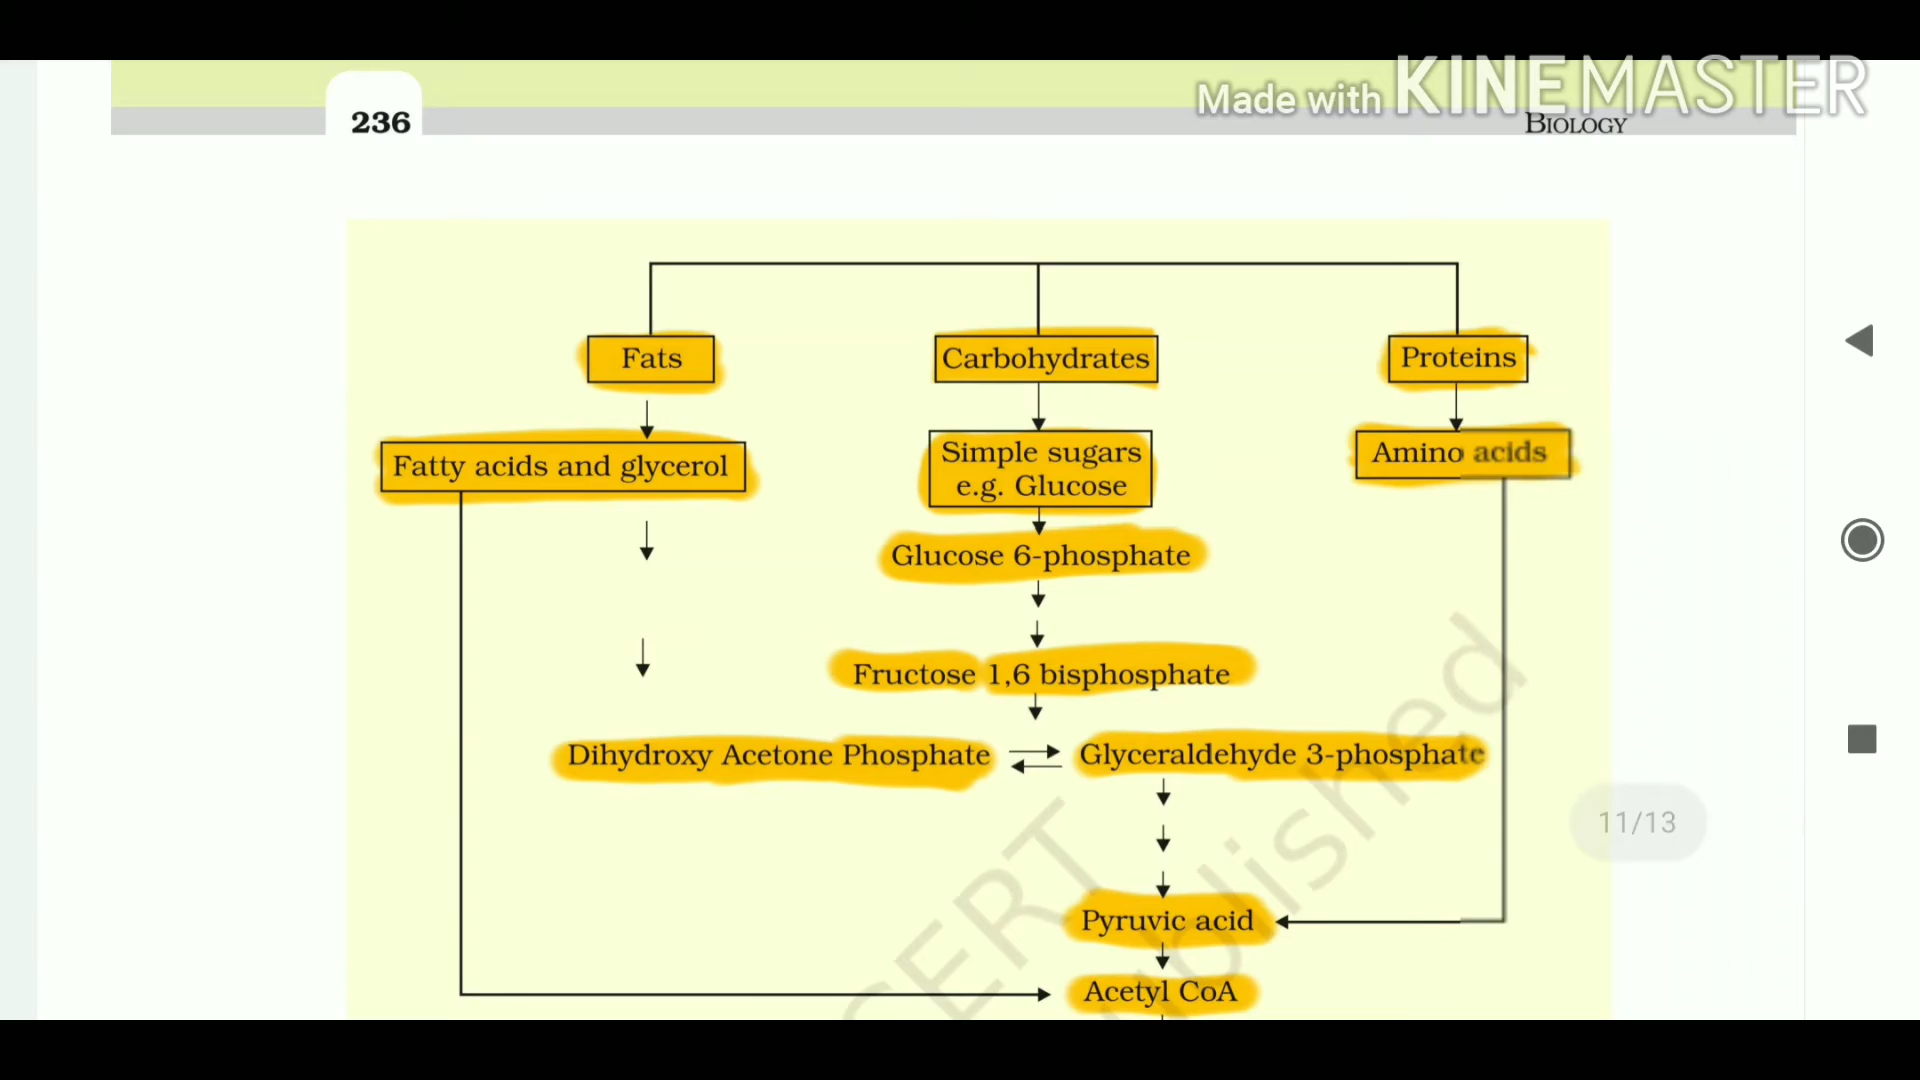 Made with KINEMASTER
236
BIOLOGY
Fats
Carbohydrates
Proteins
Fatty acids and glycerol
Simple sugars
e.g. Glucose
Amino acids
Glucose 6-phosphate
Fructose 1,6 bisphosphate
Dihydroxy Acetone Phosphate
Glyceraldehyde 3-phosphate
11/13
Pyruvic acid
Acetyl CoA